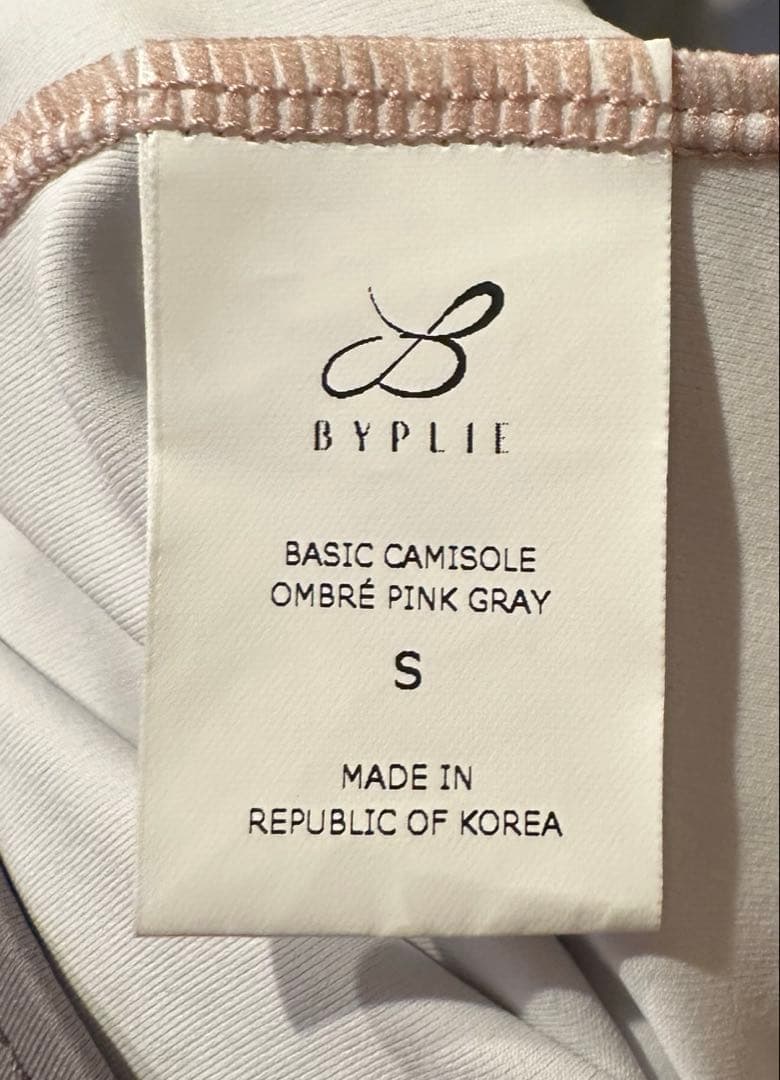 BYPLIE
BASIC CAMISOLE
OMBRÉ PINK GRAY
S
MADE IN
REPUBLIC OF KOREA